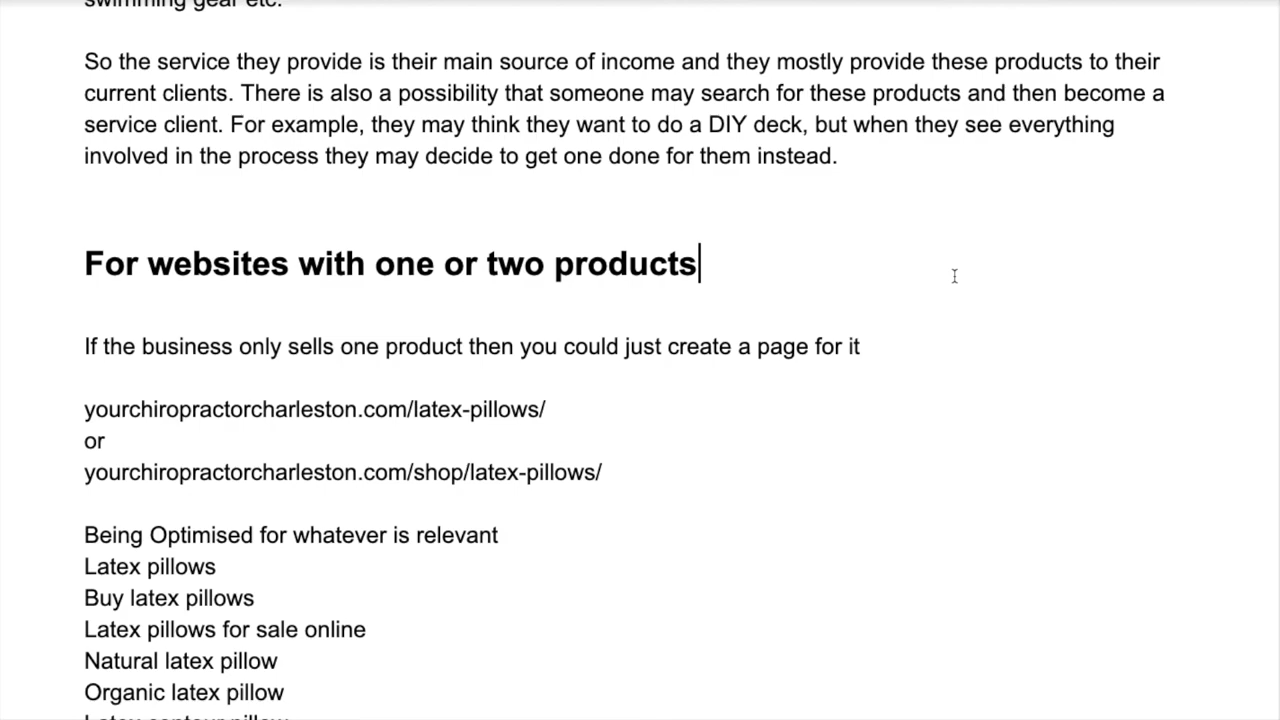 swimming gear etc.
So the service they provide is their main source of income and they mostly provide these products to their
current clients. There is also a possibility that someone may search for these products and then become a
service client. For example, they may think they want to do a DIY deck, but when they see everything
involved in the process they may decide to get one done for them instead.
For websites with one or two products
If the business only sells one product then you could just create a page for it
yourchiropractorcharleston.com/latex-pillows/
or
yourchiropractorcharleston.com/shop/latex-pillows/
Being Optimised for whatever is relevant
Latex pillows
Buy latex pillows
Latex pillows for sale online
Natural latex pillow
Organic latex pillow
Latex contour pillow